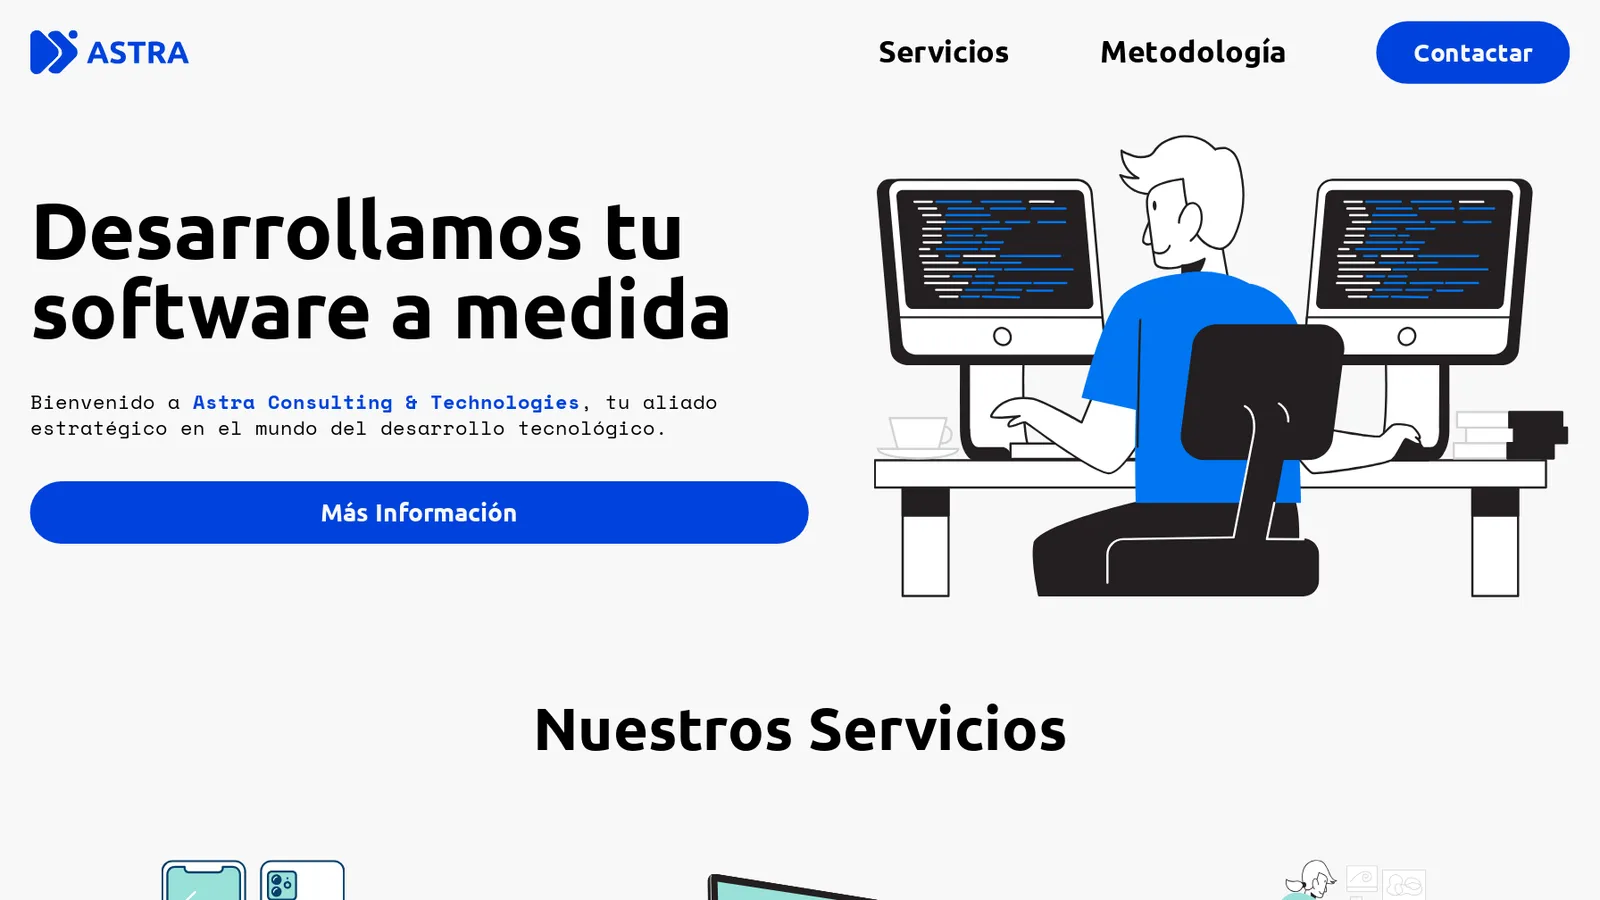 ASTRA
Servicios
Metodología
Contactar
Desarrollamos tu
software a medida
Bienvenido a Astra Consulting & Technologies, tu aliado
estratégico en el mundo del desarrollo tecnológico.
Más Información
Nuestros Servicios